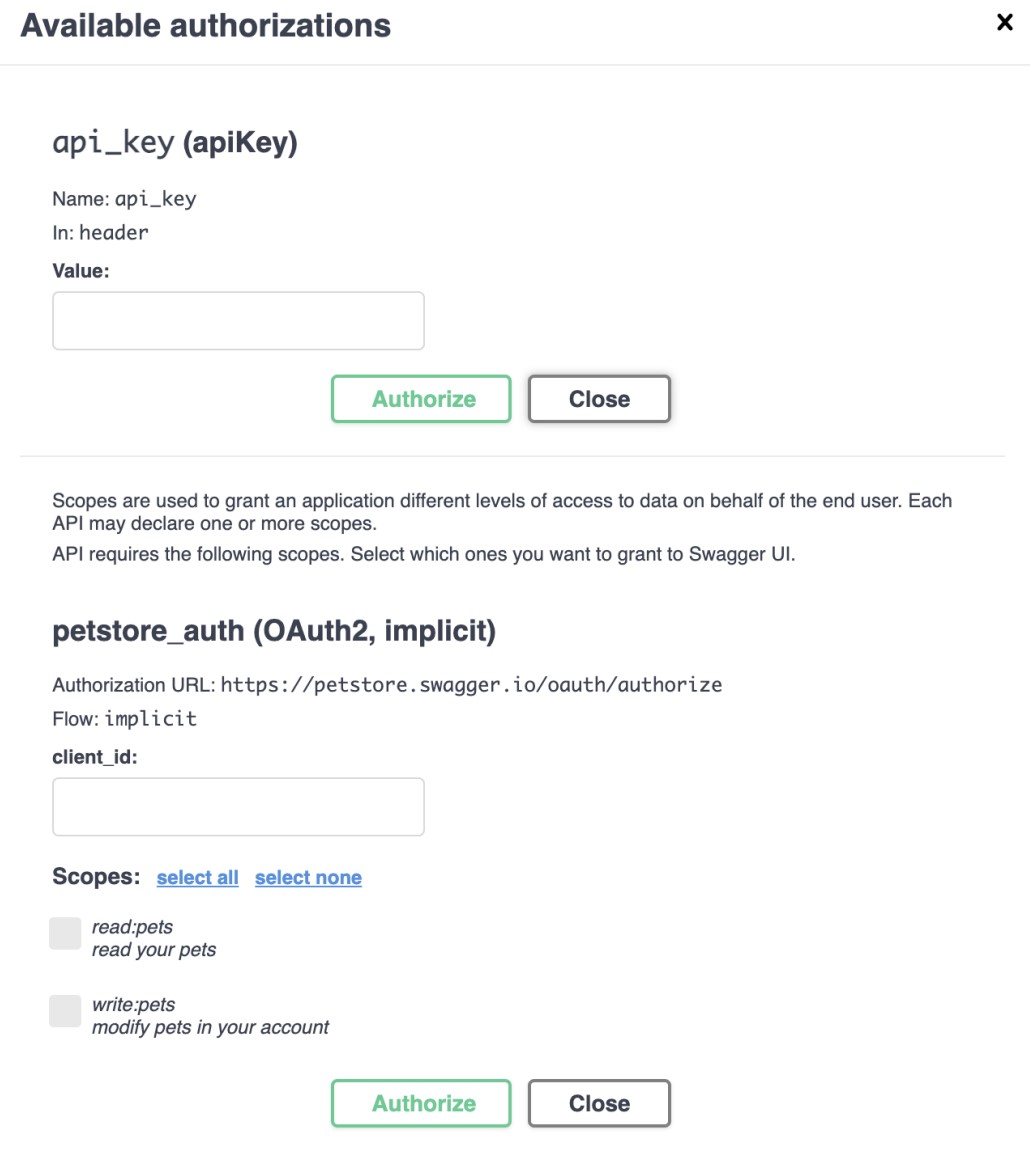 Available authorizations
api_key (apiKey)
Name: api_key
In: header
Value:
Authorize Close
Scopes are used to grant an application different levels of access to data on behalf of the end user. Each
API may declare one or more scopes.
API requires the following scopes. Select which ones you want to grant to Swagger UI.
petstore_auth (OAuth2, implicit)
Authorization URL: https://petstore.swagger.io/oauth/authorize
Flow: implicit
client_id:
Scopes: select all select none
read:pets
read your pets
write:pets
modify pets in your account
Authorize Close